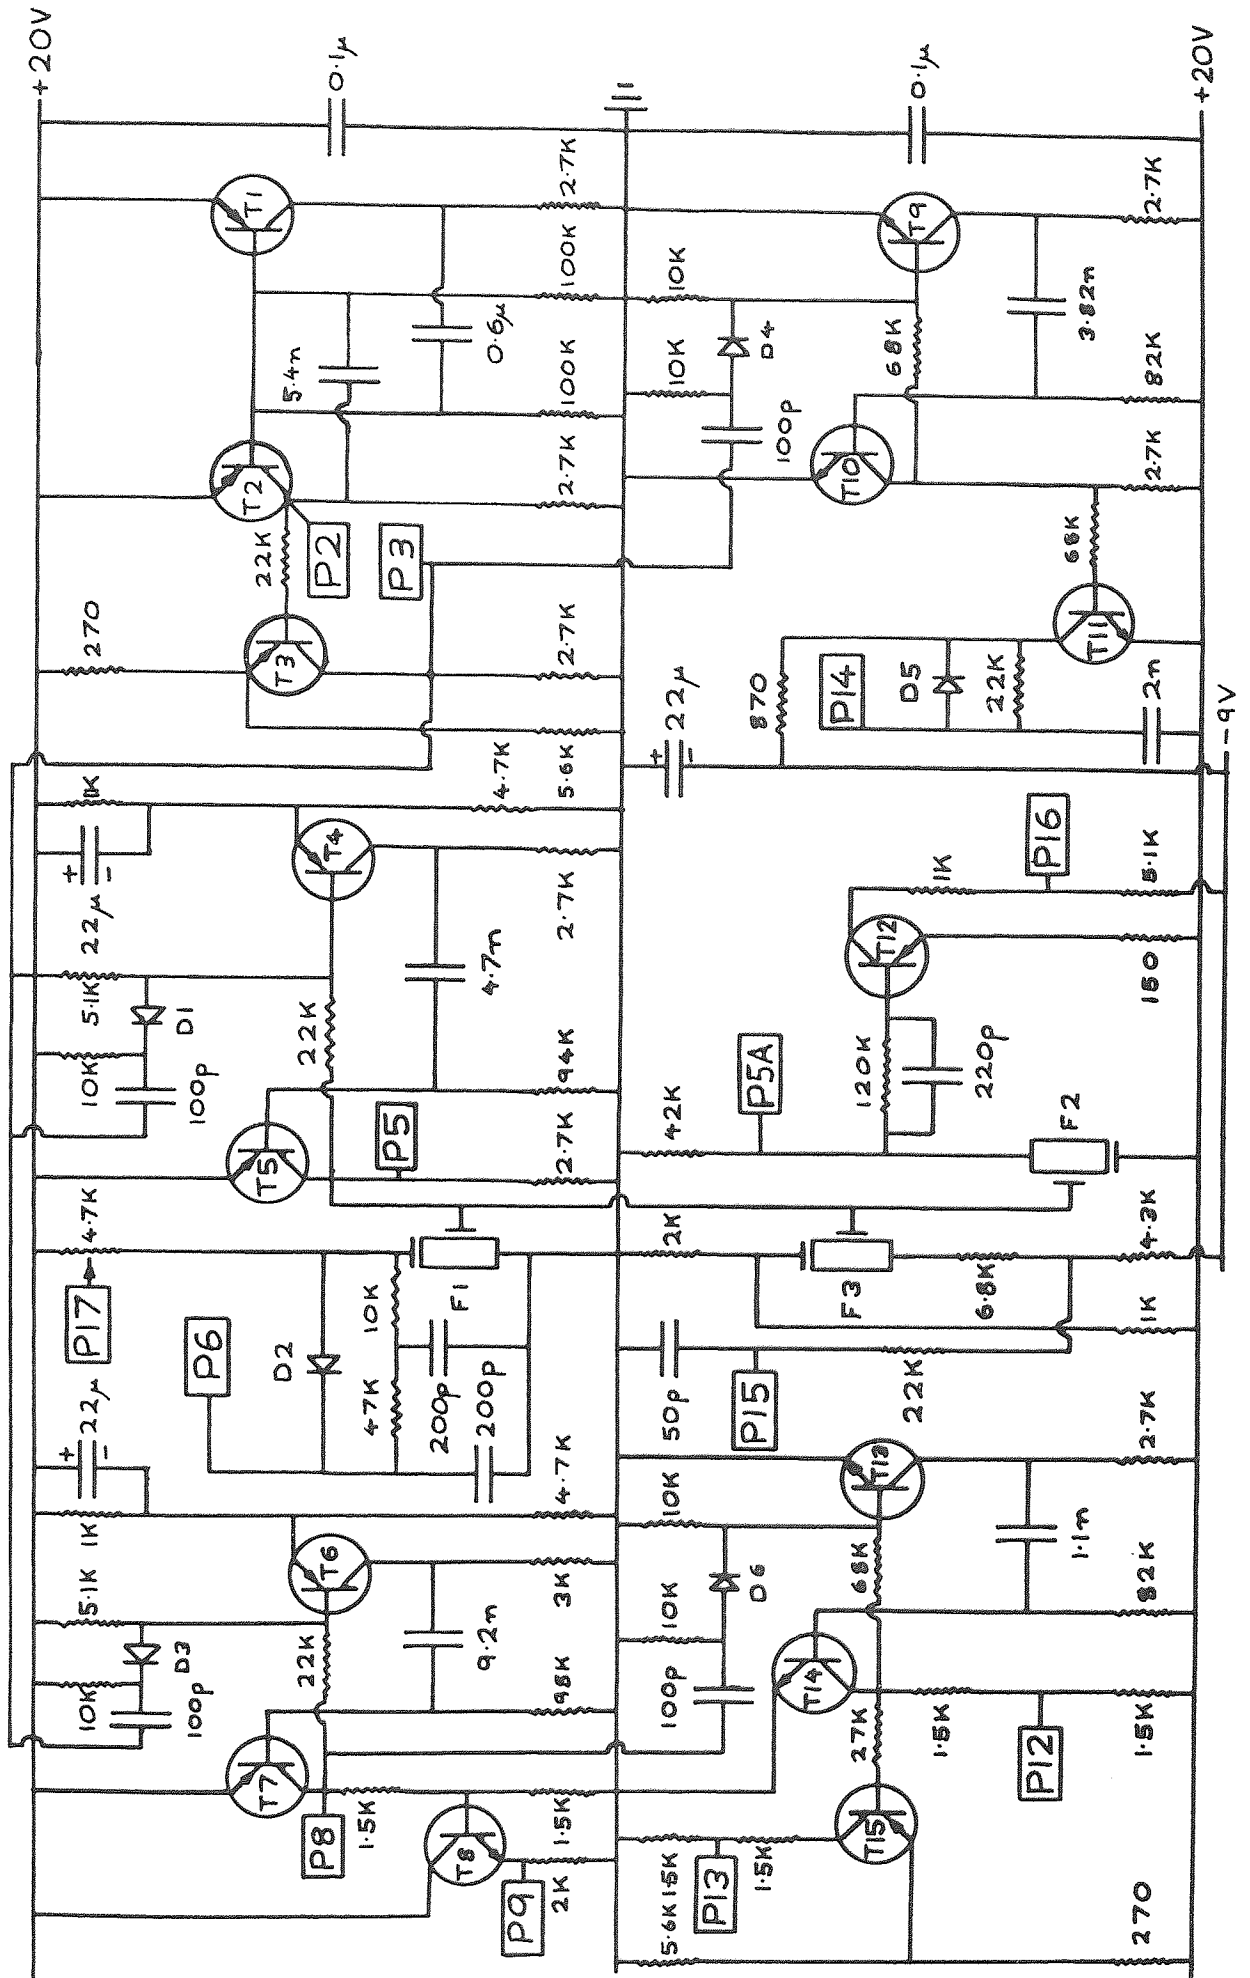 +20V
0.1µ
0.1µ
+20V
T1
2.7K
T9
2.7K
100K
0.6µ
10K
3.82n
5.4n
100K
10K
D4
68K
82K
T2
2.7K
100p
T10
2.7K
22K
P2
P3
68K
270
T3
2.7K
T11
5.6K
22µ
+
-
870
P14
D5
22K
2n
-9V
1K
4.7K
+
-
22µ
T4
2.7K
1K
P16
5.1K
T12
150
5.1K
D1
22K
4.7n
10K
100p
94K
P5A
120K
220p
T5
P5
2.7K
42K
F2
4.7K
P17
10K
F1
2K
F3
6.8K
4.3K
P6
D2
47K
200p
200p
50p
P15
22K
1K
22µ
+
-
4.7K
T13
2.7K
1K
T6
3K
10K
1.1n
5.1K
D3
22K
9.2n
10K
D6
68K
82K
10K
100p
98K
100p
T14
1.5K
P12
1.5K
T7
P8
1.5K
1.5K
27K
T8
P9
2K
15K
P13
1.5K
T15
5.6K
270